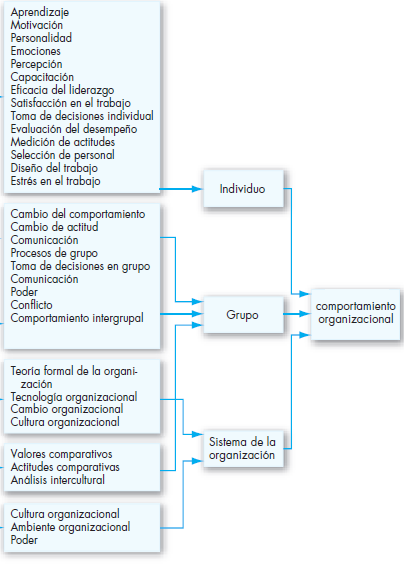 Aprendizaje
Motivación
Personalidad
Emociones
Percepción
Capacitación
Eficacia del liderazgo
Satisfacción en el trabajo
Toma de decisiones individual
Evaluación del desempeño
Medición de actitudes
Selección de personal
Diseño del trabajo
Estrés en el trabajo
Individuo
Cambio del comportamiento
Cambio de actitud
Comunicación
Procesos de grupo
Toma de decisiones en grupo
Comunicación
Poder
Conflicto
Comportamiento intergrupal
Grupo
comportamiento
organizacional
Teoría formal de la organi-
zación
Tecnología organizacional
Cambio organizacional
Cultura organizacional
Sistema de la
organización
Valores comparativos
Actitudes comparativas
Análisis intercultural
Cultura organizacional
Ambiente organizacional
Poder